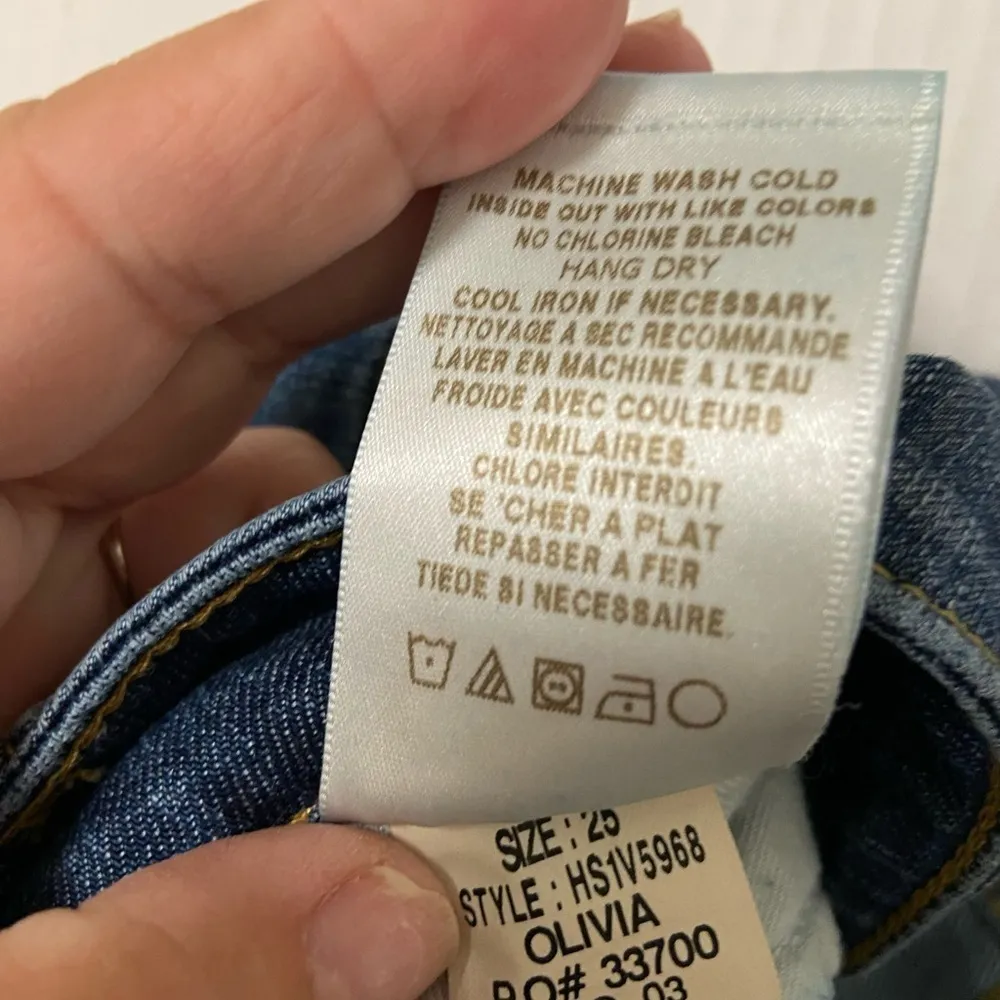 MACHINE WASH COLD
INSIDE OUT WITH LIKE COLORS
NO CHLORINE BLEACH
HANG DRY
COOL IRON IF NECESSARY.
NETTOYAGE A SEC RECOMMANDE
LAVER EN MACHINE A L'EAU
FROIDE AVEC COULEURS
SIMILAIRES.
CHLORE INTERDIT
SE 'CHER A PLAT
REPASSER A FER
TIEDE SI NECESSAIRE.
SIZE : 25
STYLE : HS1V5968
OLIVIA
P.O# 33700
03